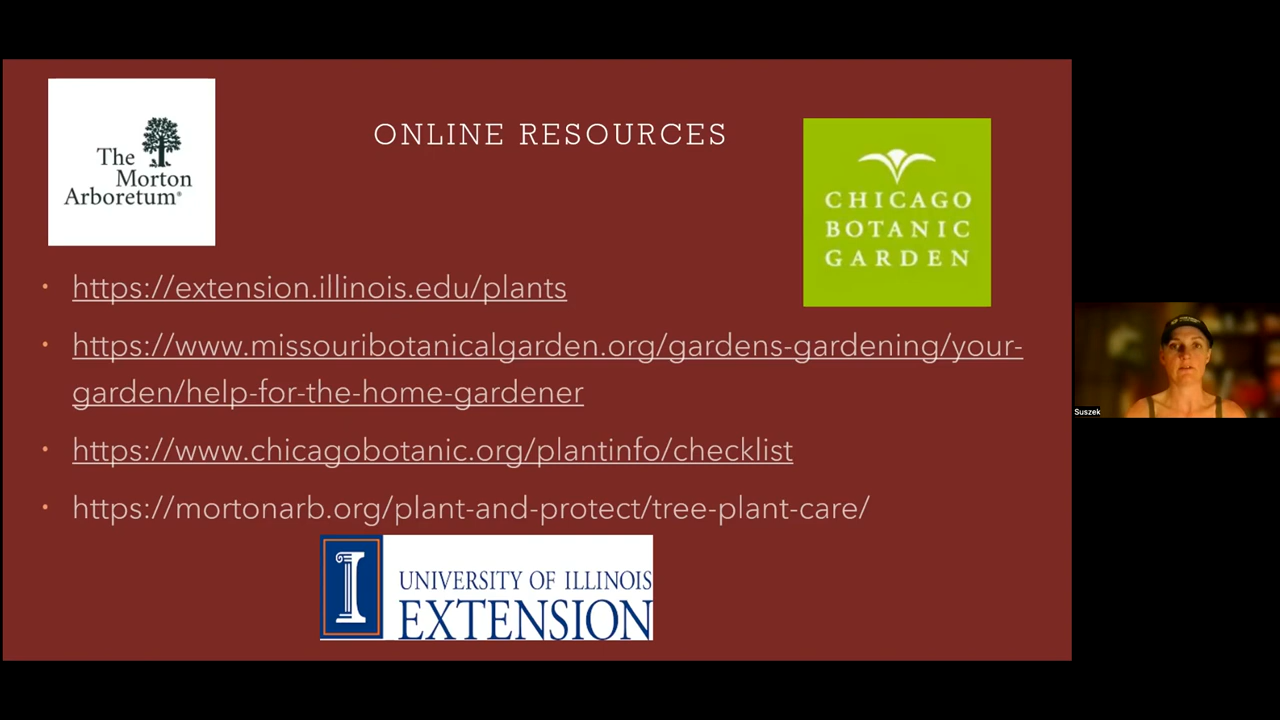 The
Morton
Arboretum®
ONLINE RESOURCES
CHICAGO
BOTANIC
GARDEN
• https://extension.illinois.edu/plants
• https://www.missouribotanicalgarden.org/gardens-gardening/your-
garden/help-for-the-home-gardener
• https://www.chicagobotanic.org/plantinfo/checklist
• https://mortonarb.org/plant-and-protect/tree-plant-care/
I UNIVERSITY OF ILLINOIS
EXTENSION
Suszek